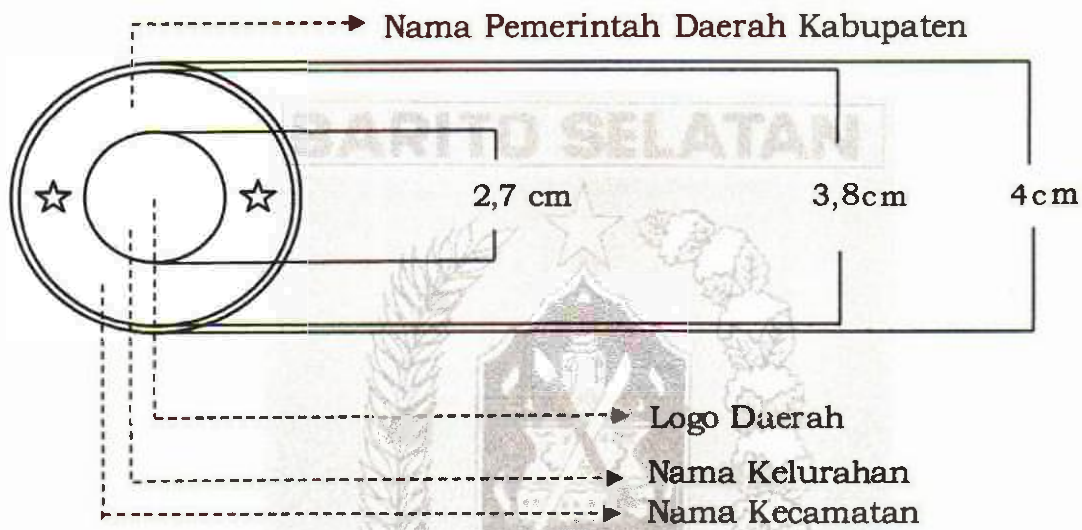 Nama Pemerintah Daerah Kabupaten
BARITO SELATAN
2,7 cm
3,8cm
4cm
Logo Daerah
Nama Kelurahan
Nama Kecamatan